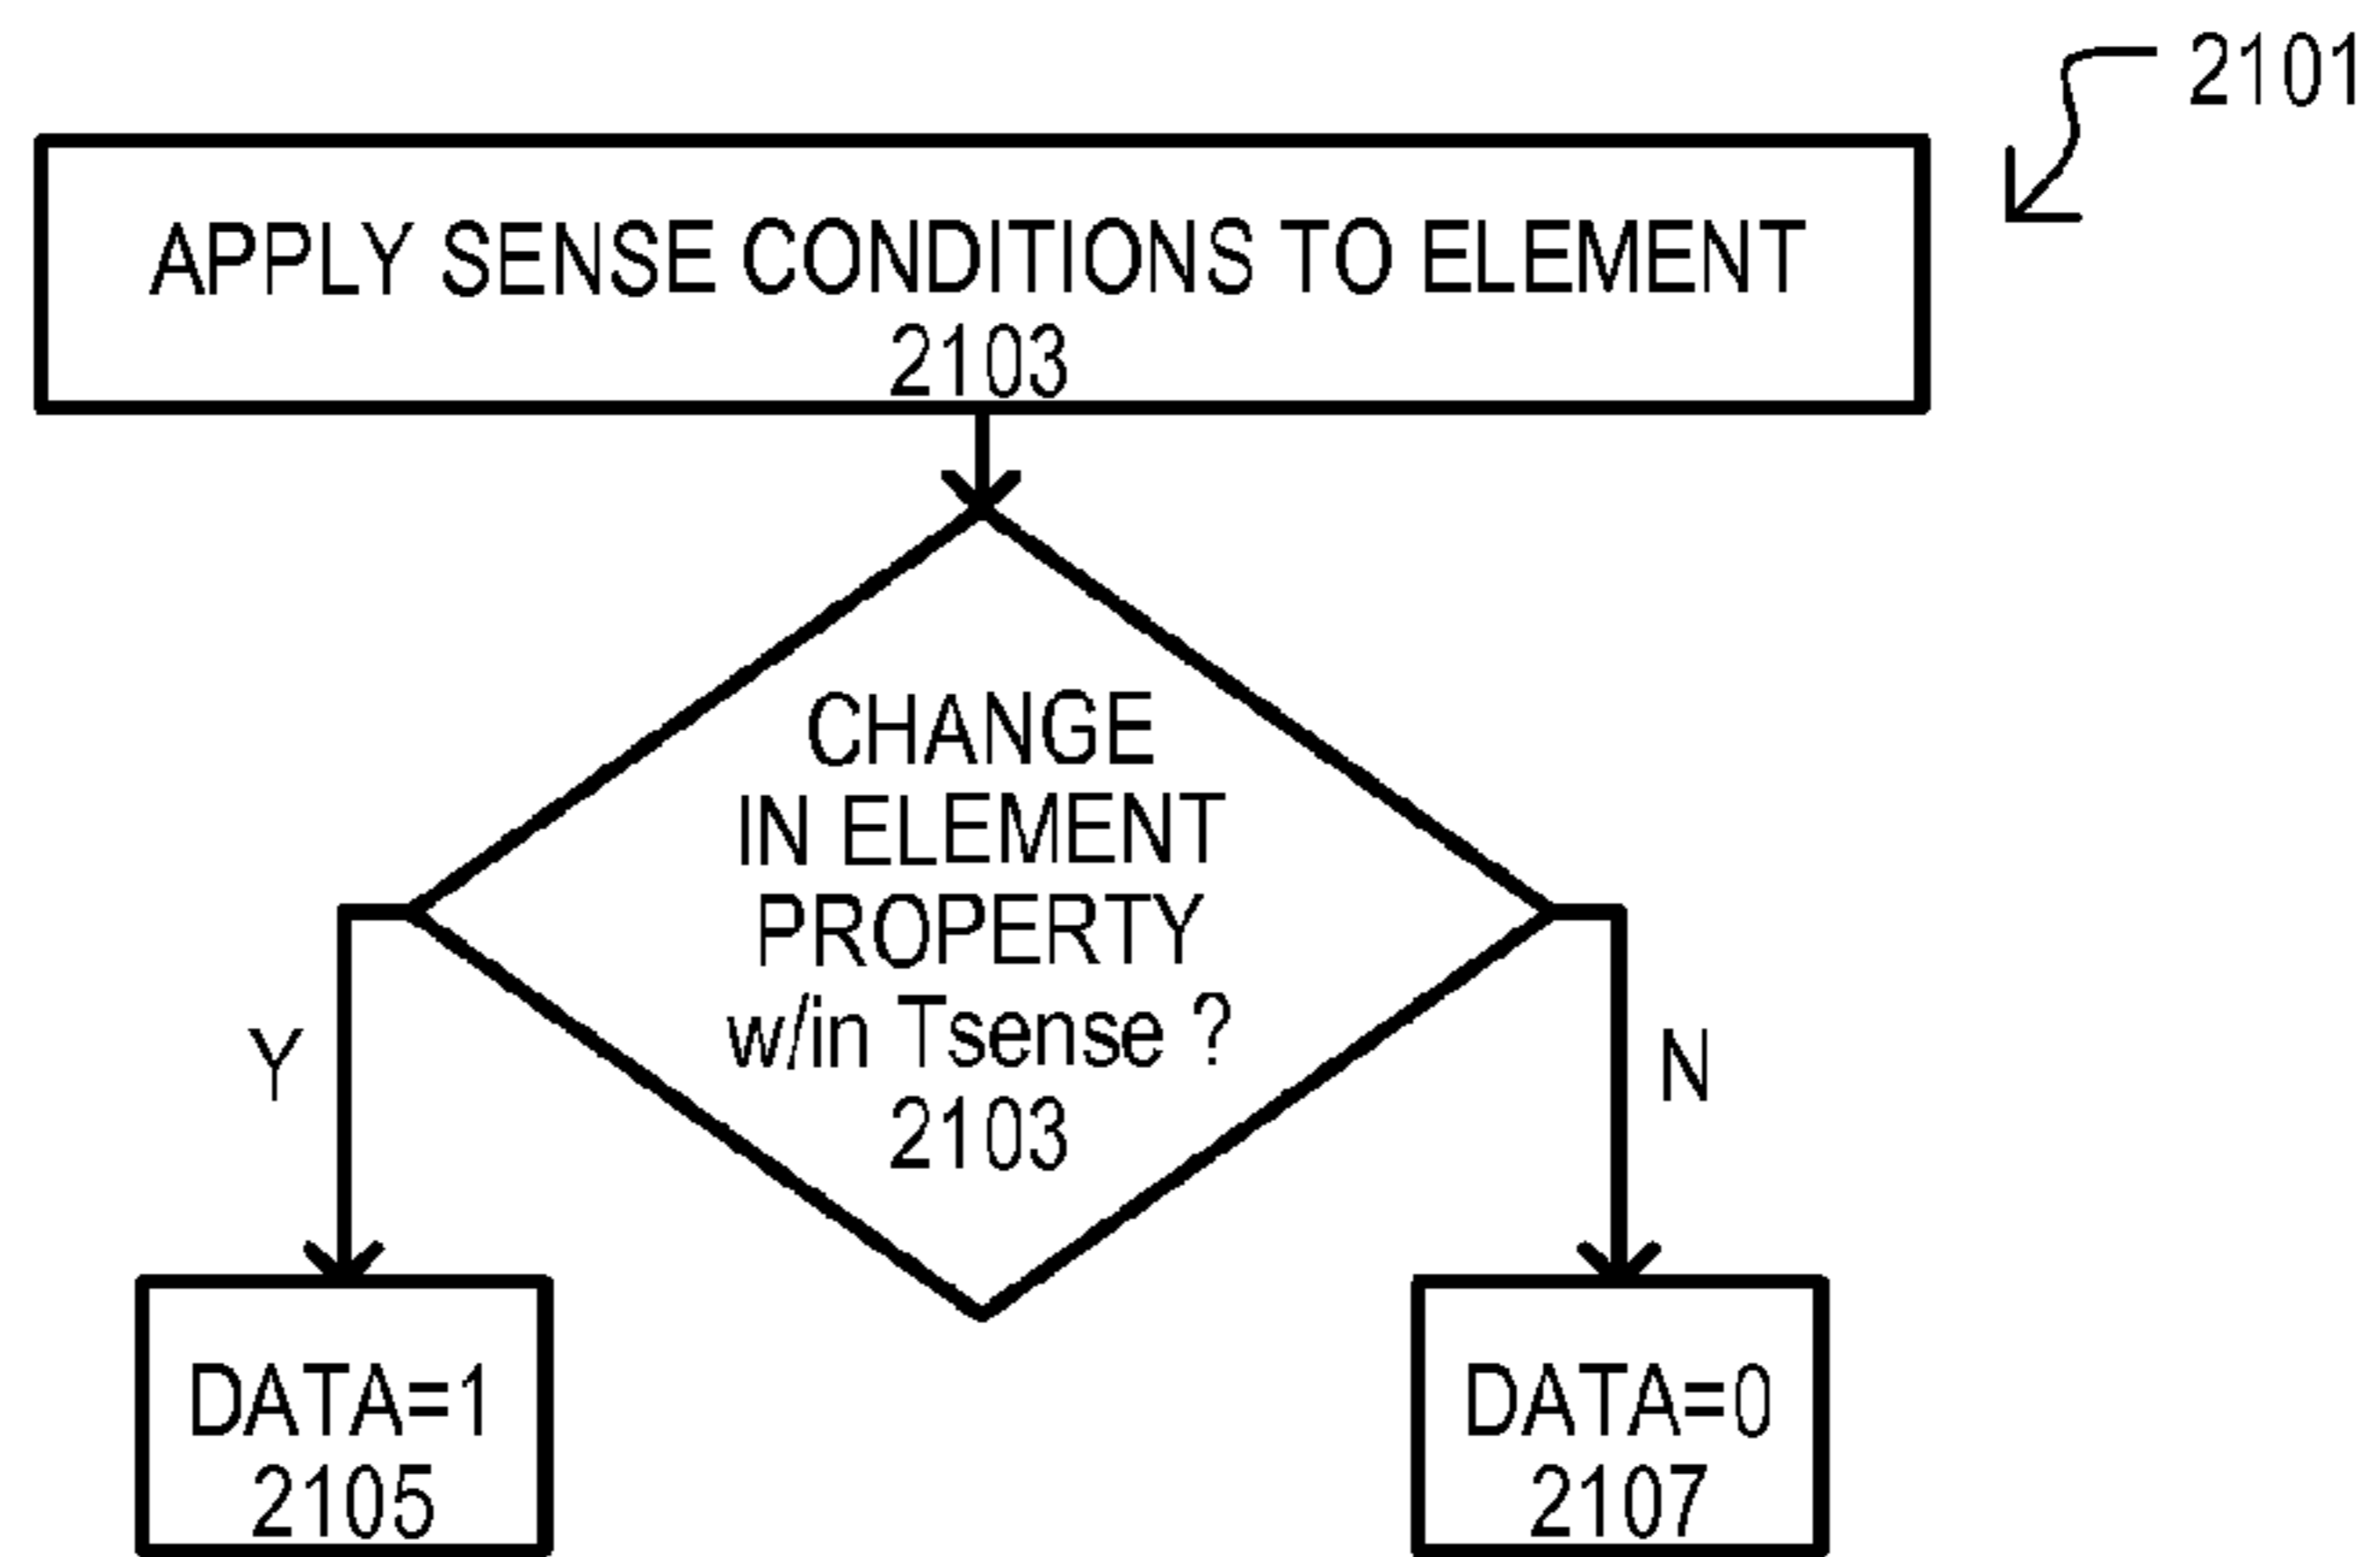 2101
APPLY SENSE CONDITIONS TO ELEMENT
2103
CHANGE
IN ELEMENT
PROPERTY
w/in Tsense ?
2103
Y
N
DATA=1
2105
DATA=0
2107